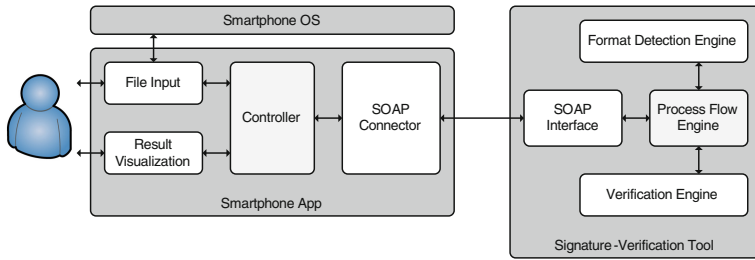 Smartphone OS
File Input
Result
Visualization
Controller
SOAP
Connector
Smartphone App
SOAP
Interface
Format Detection Engine
Process Flow
Engine
Verification Engine
Signature-Verification Tool